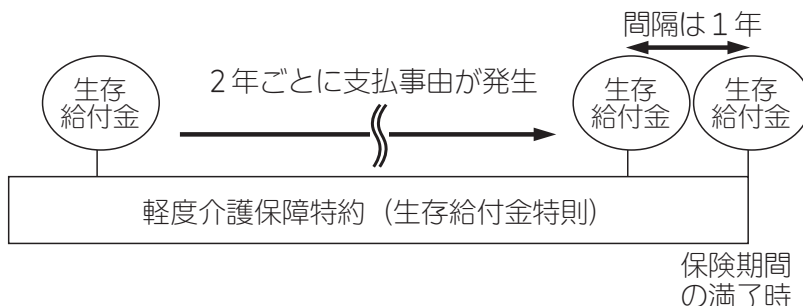 間隔は1年
生存
給付金
2年ごとに支払事由が発生
生存
給付金
生存
給付金
軽度介護保障特約（生存給付金特則）
保険期間
の満了時